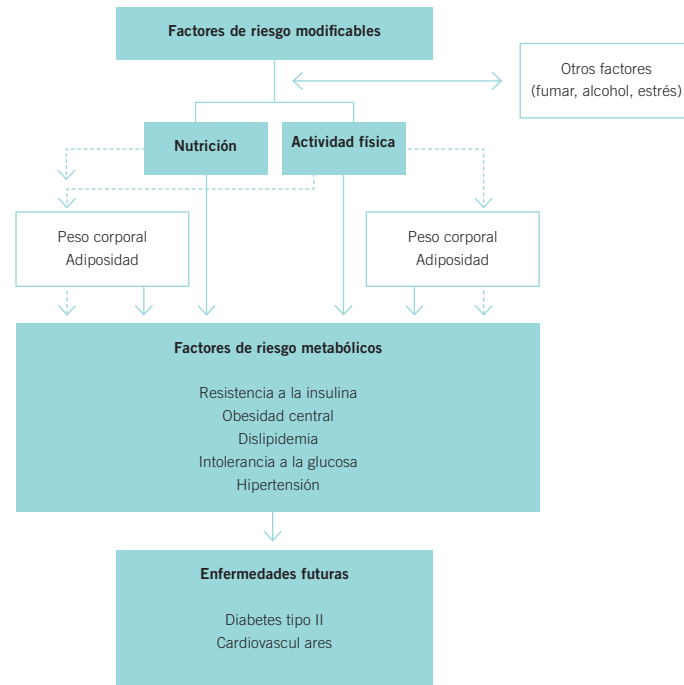 Factores de riesgo modificables
Otros factores
(fumar, alcohol, estrés)
Nutrición
Actividad física
Peso corporal
Adiposidad
Peso corporal
Adiposidad
Factores de riesgo metabólicos
Resistencia a la insulina
Obesidad central
Dislipidemia
Intolerancia a la glucosa
Hipertensión
Enfermedades futuras
Diabetes tipo II
Cardiovascul ares